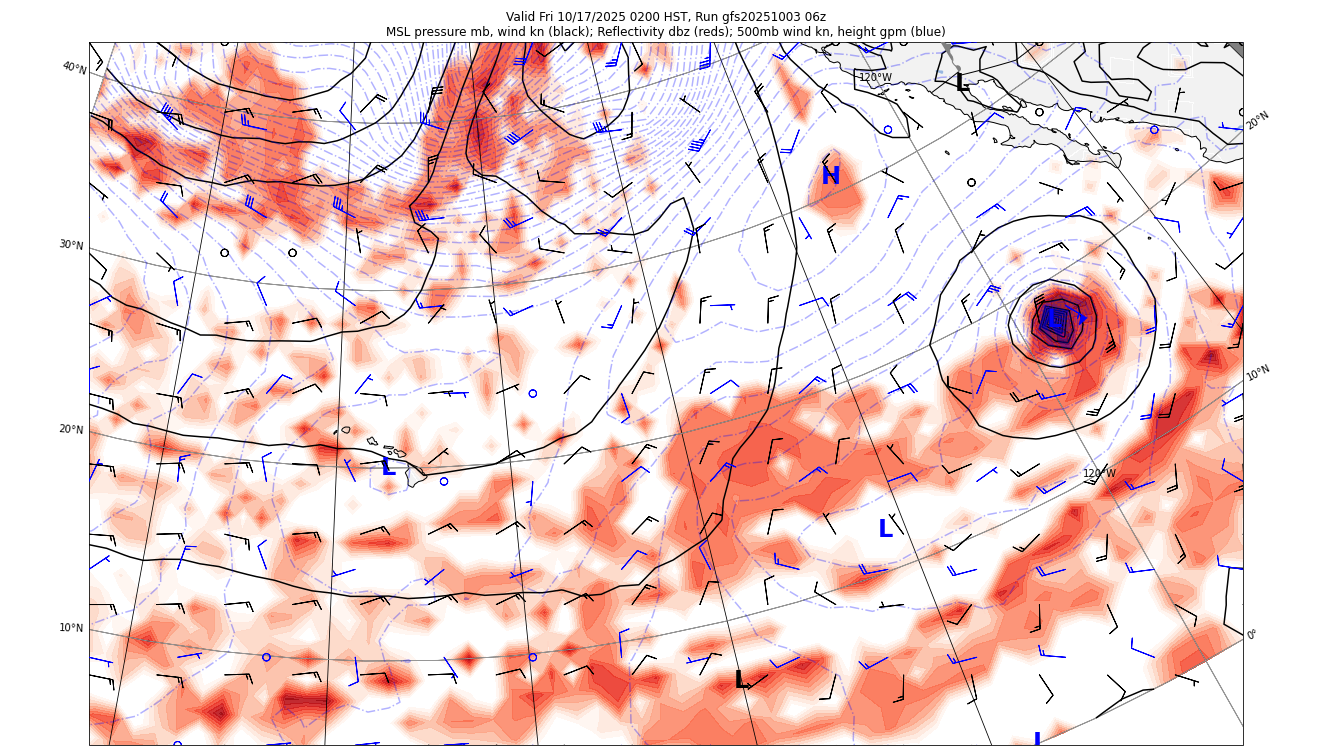 Valid Fri 10/17/2025 0200 HST, Run gfs20251003 06z
MSL pressure mb, wind kn (black); Reflectivity dbz (reds); 500mb wind kn, height gpm (blue)
40°N
120°W
L
20°N
H
30°N
L
10°N
20°N
L
120°W
L
10°N
0°
L
L